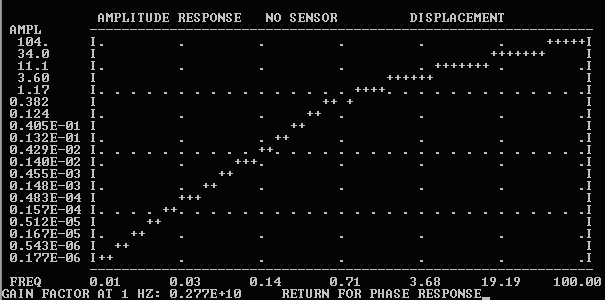 AMPLITUDE RESPONSE NO SENSOR DISPLACEMENT
AMPL
104.
34.0
11.1
3.60
1.17
0.382
0.124
0.405E-01
0.132E-01
0.429E-02
0.140E-02
0.455E-03
0.148E-03
0.483E-04
0.157E-04
0.512E-05
0.167E-05
0.543E-06
0.177E-06
FREQ 0.01 0.03 0.14 0.71 3.68 19.19 100.00
GAIN FACTOR AT 1 HZ: 0.277E+10 RETURN FOR PHASE RESPONSE